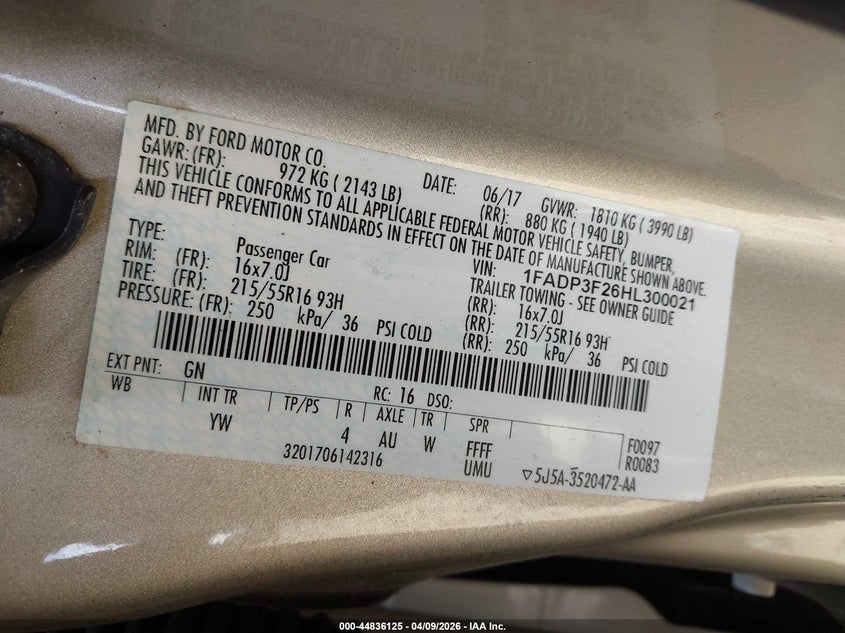 MFD. BY FORD MOTOR CO.
DATE: 06/17 GVWR: 1810 KG ( 3990 LB)
GAWR: (FR): 972 KG ( 2143 LB) (RR): 880 KG ( 1940 LB)
THIS VEHICLE CONFORMS TO ALL APPLICABLE FEDERAL MOTOR VEHICLE SAFETY, BUMPER,
AND THEFT PREVENTION STANDARDS IN EFFECT ON THE DATE OF MANUFACTURE SHOWN ABOVE.
VIN: 1FADP3F26HL300021
TYPE: Passenger Car TRAILER TOWING - SEE OWNER GUIDE
RIM: (FR): 16x7.0J (RR): 16x7.0J
TIRE: (FR): 215/55R16 93H (RR): 215/55R16 93H
PRESSURE: (FR): 250 kPa/ 36 PSI COLD (RR): 250 kPa/ 36 PSI COLD
EXT PNT: GN RC: 16 DSO:
WB INT TR TP/PS R AXLE TR SPR
YW 4 AU W FFFF F0097
UMU R0083
3201706142316 ▽5J5A-3520472-AA
000-44836125 - 04/09/2026 - IAA Inc.